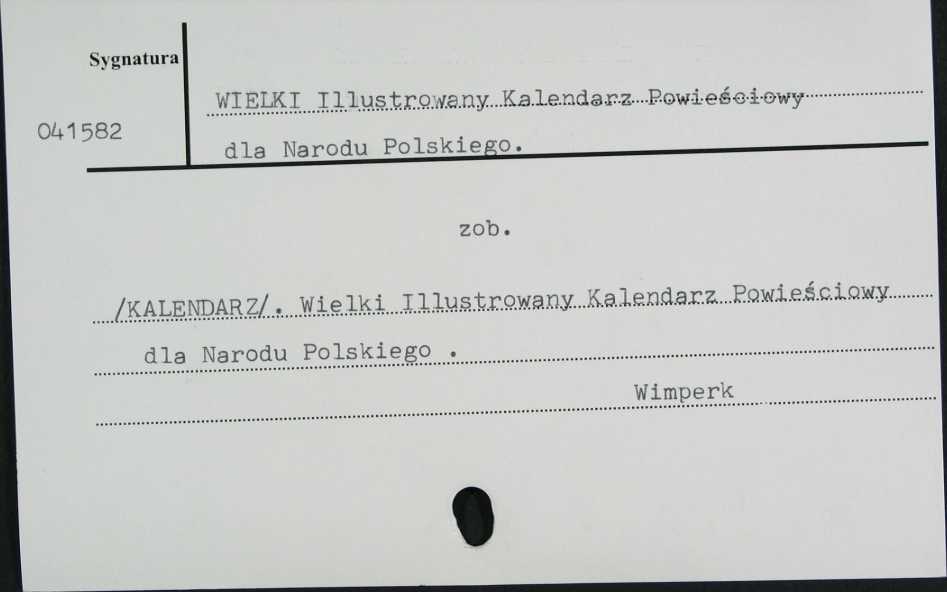 Sygnatura
WIELKI Illustrowany Kalendarz Powieściowy
041582
dla Narodu Polskiego.
zob.
/KALENDARZ/. Wielki Illustrowany Kalendarz Powieściowy
dla Narodu Polskiego .
Wimperk